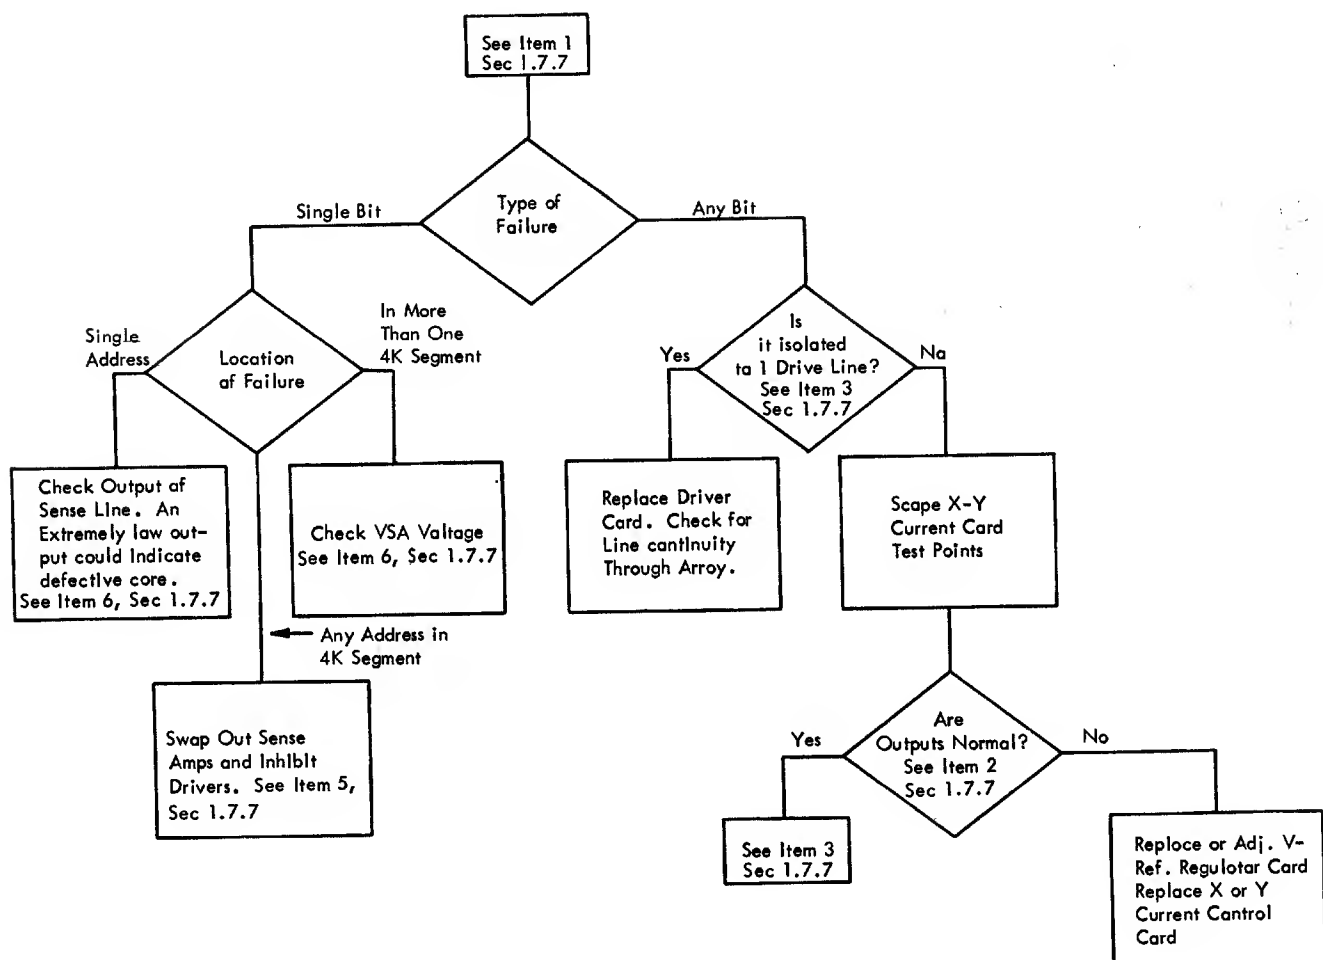 See Item 1
Sec 1.7.7
Type of
Failure
Single Bit
Any Bit
Single
Address
Location
af Failure
In More
Than One
4K Segment
Is
it isolated
ta 1 Drive Line?
See Item 3
Sec 1.7.7
Yes
Na
Check Output af
Sense Line. An
Extremely law out-
put could Indicate
defective core.
See Item 6, Sec 1.7.7
Check VSA Valtage
See Item 6, Sec 1.7.7
Any Address in
4K Segment
Swap Out Sense
Amps and Inhibit
Drivers. See Item 5,
Sec 1.7.7
Replace Driver
Card. Check for
Line cantinuity
Through Arroy.
Scape X-Y
Current Card
Test Points
Are
Outputs Normal?
See Item 2
Sec 1.7.7
Yes
No
See Item 3
Sec 1.7.7
Reploce or Adj. V-
Ref. Regulotar Card
Replace X or Y
Current Cantrol
Card